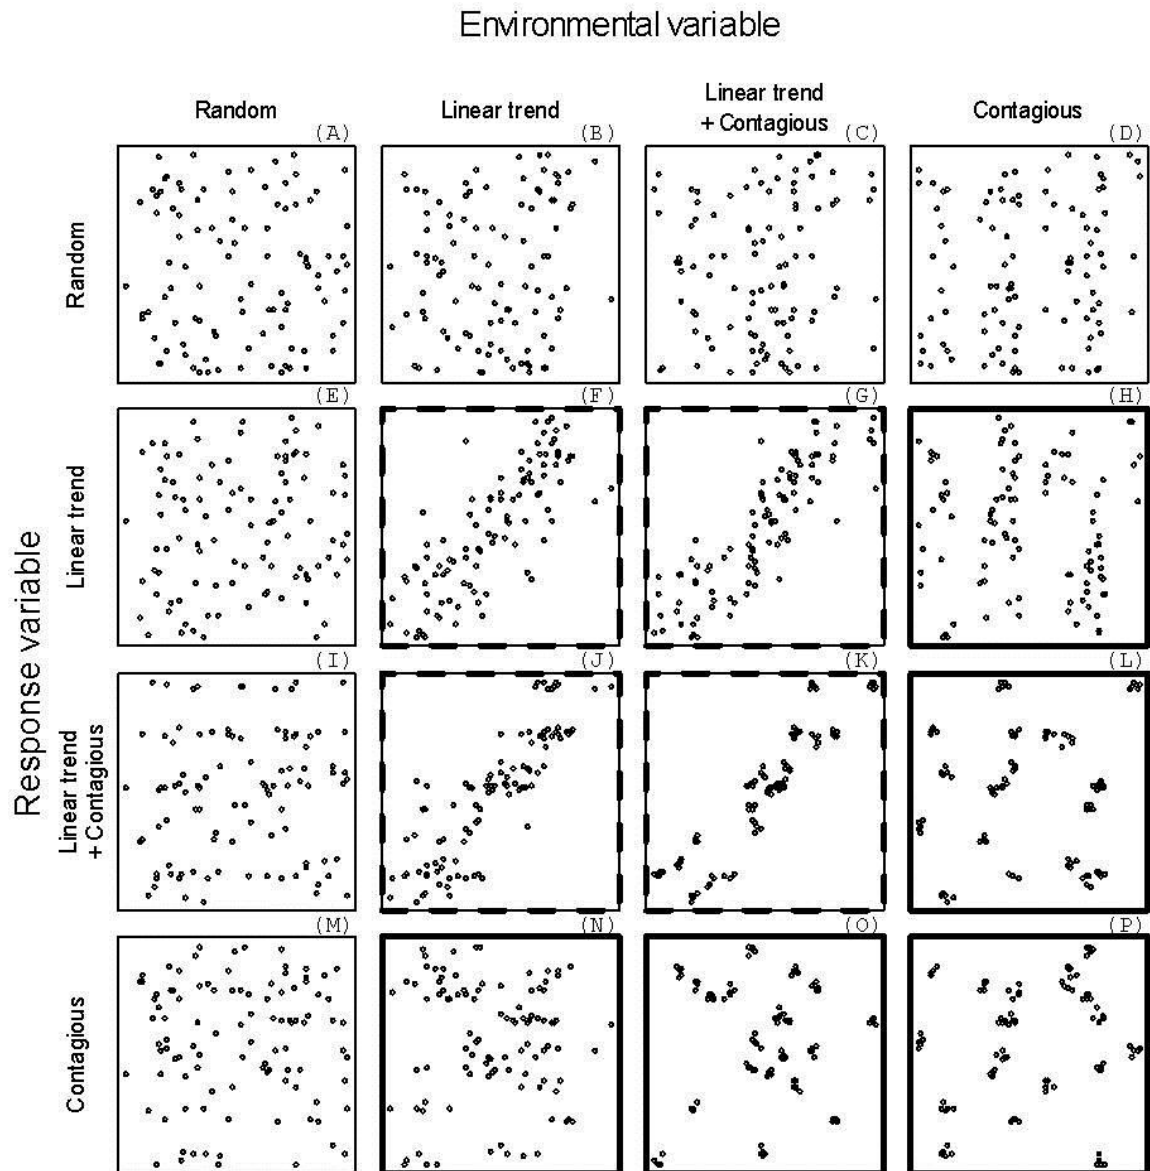 Environmental variable
Random
Linear trend
Linear trend
+ Contagious
Contagious
(A)
(B)
(C)
(D)
Random
(E)
(F)
(G)
(H)
Linear trend
(I)
(J)
(K)
(L)
Linear trend
+ Contagious
(M)
(N)
(O)
(P)
Contagious
Response variable